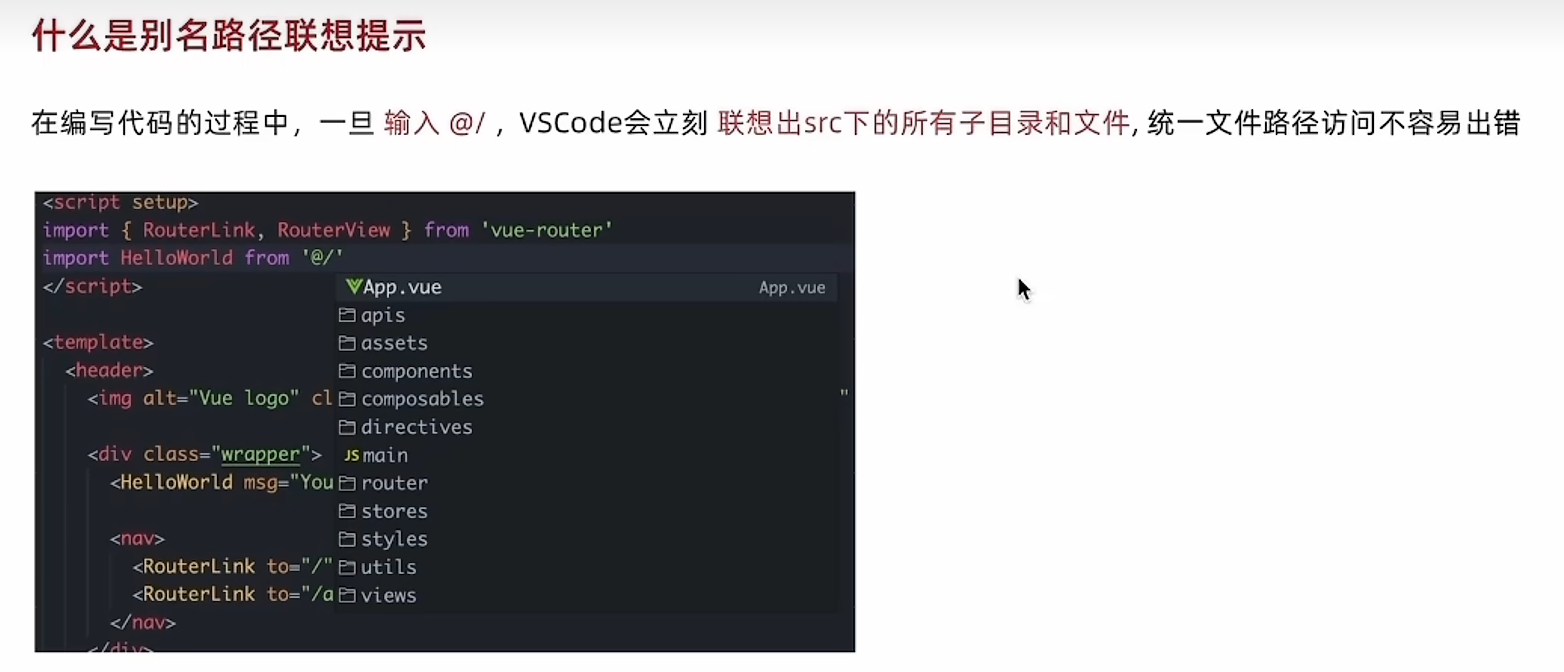 什么是别名路径联想提示
在编写代码的过程中，一旦 输入 @/ ，VSCode会立刻 联想出src下的所有子目录和文件, 统一文件路径访问不容易出错
<script setup>
import { RouterLink, RouterView } from 'vue-router'
import HelloWorld from '@/'
</script>
App.vue App.vue
apis
<template>
assets
<header>
components
<img alt="Vue logo" cl
composables
"
directives
<div class="wrapper">
JS main
<HelloWorld msg="You
router
stores
<nav>
styles
<RouterLink to="/"
utils
<RouterLink to="/a
views
</nav>
</div>